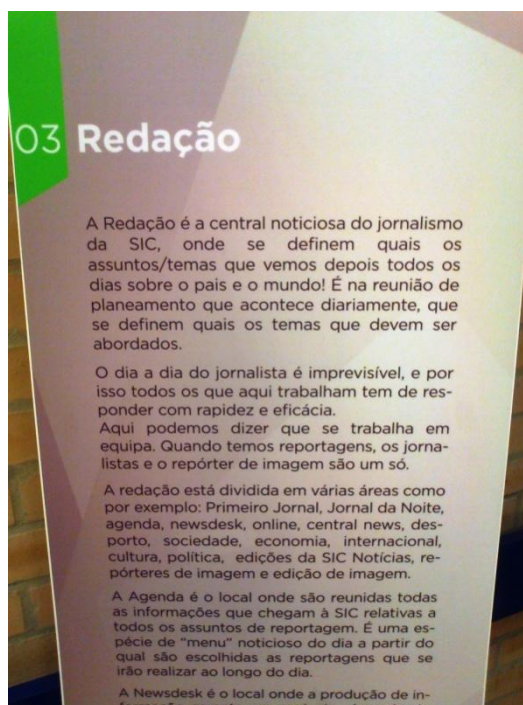 03 Redação
A Redação é a central noticiosa do jornalismo
da SIC, onde se definem quais os
assuntos/temas que vemos depois todos os
dias sobre o pais e o mundo! É na reunião de
planeamento que acontece diariamente, que
se definem quais os temas que devem ser
abordados.
O dia a dia do jornalista é imprevisível, e por
isso todos os que aqui trabalham tem de res-
ponder com rapidez e eficácia.
Aqui podemos dizer que se trabalha em
equipa. Quando temos reportagens, os jorna-
listas e o repórter de imagem são um só.
A redação está dividida em várias áreas como
por exemplo: Primeiro Jornal, Jornal da Noite,
agenda, newsdesk, online, central news, des-
porto, sociedade, economia, internacional,
cultura, política, edições da SIC Notícias, re-
pórteres de imagem e edição de imagem.
A Agenda é o local onde são reunidas todas
as informações que chegam à SIC relativas a
todos os assuntos de reportagem. É uma es-
pécie de "menu" noticioso do dia a partir do
qual são escolhidas as reportagens que se
irão realizar ao longo do dia.
A Newsdesk é o local onde a produção de in-